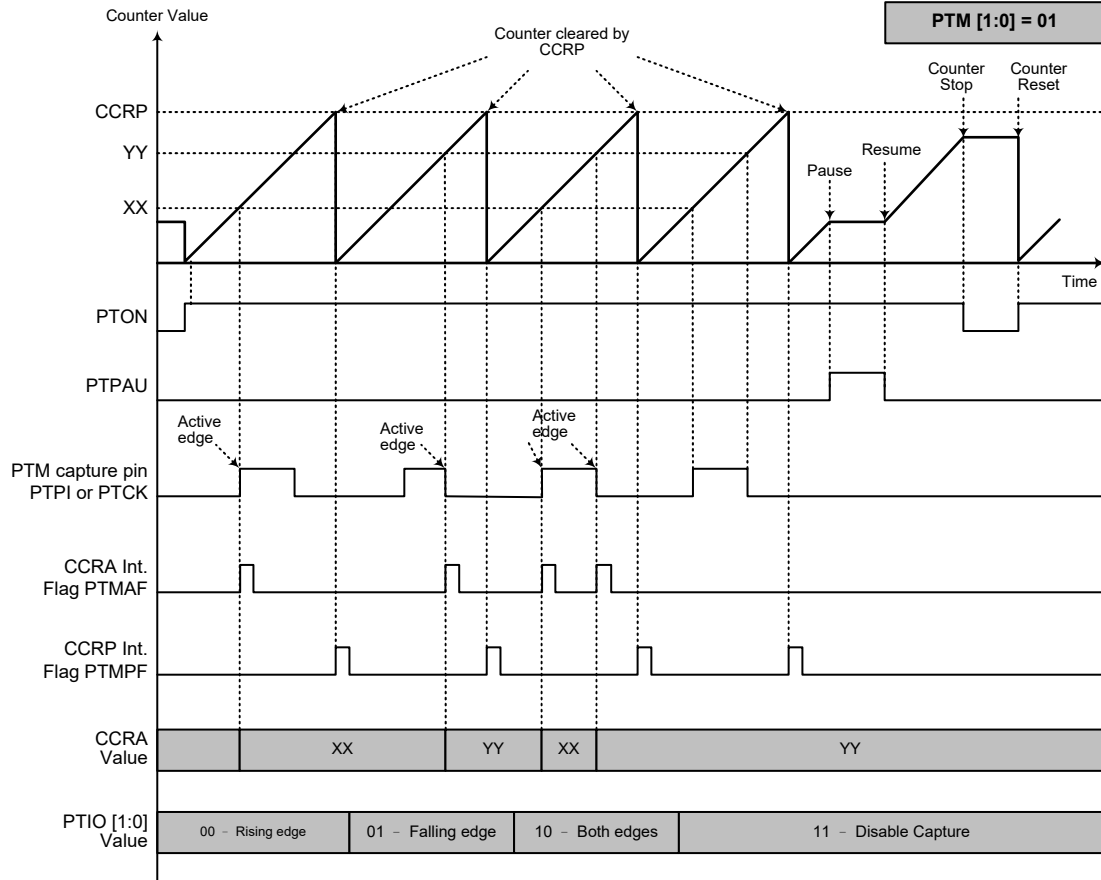 Counter Value
PTM [1:0] = 01
Counter cleared by
CCRP
Counter
Stop
Counter
Reset
CCRP
YY
XX
Pause
Resume
Time
PTON
PTPAU
Active
edge
Active
edge
Active
edge
PTM capture pin
PTPI or PTCK
CCRA Int.
Flag PTMAF
CCRP Int.
Flag PTMPF
CCRA
Value
XX
YY
XX
YY
PTIO [1:0]
Value
00 – Rising edge
01 – Falling edge
10 – Both edges
11 – Disable Capture